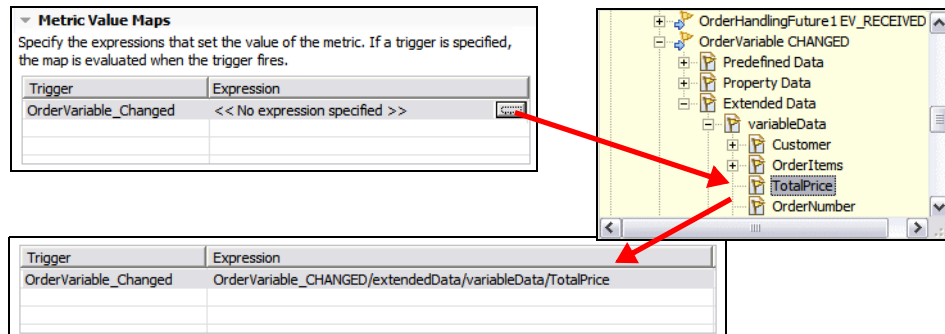 Metric Value Maps
Specify the expressions that set the value of the metric. If a trigger is specified,
the map is evaluated when the trigger fires.
Trigger Expression
OrderVariable_Changed << No expression specified >>
OrderHandlingFuture1 EV_RECEIVED
OrderVariable CHANGED
Predefined Data
Property Data
Extended Data
variableData
Customer
OrderItems
TotalPrice
OrderNumber
Trigger Expression
OrderVariable_Changed OrderVariable_CHANGED/extendedData/variableData/TotalPrice